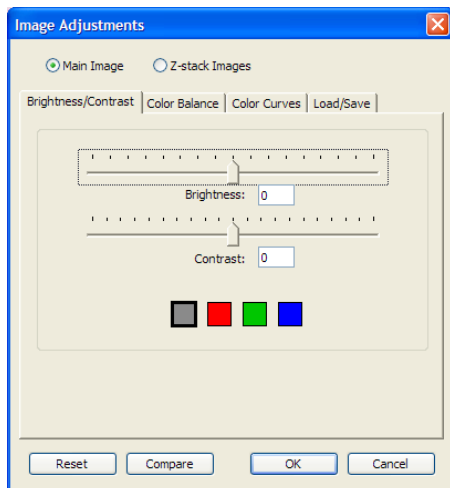 Image Adjustments
Main Image Z-stack Images
Brightness/Contrast Color Balance Color Curves Load/Save
Brightness: 0
Contrast: 0
Reset Compare OK Cancel